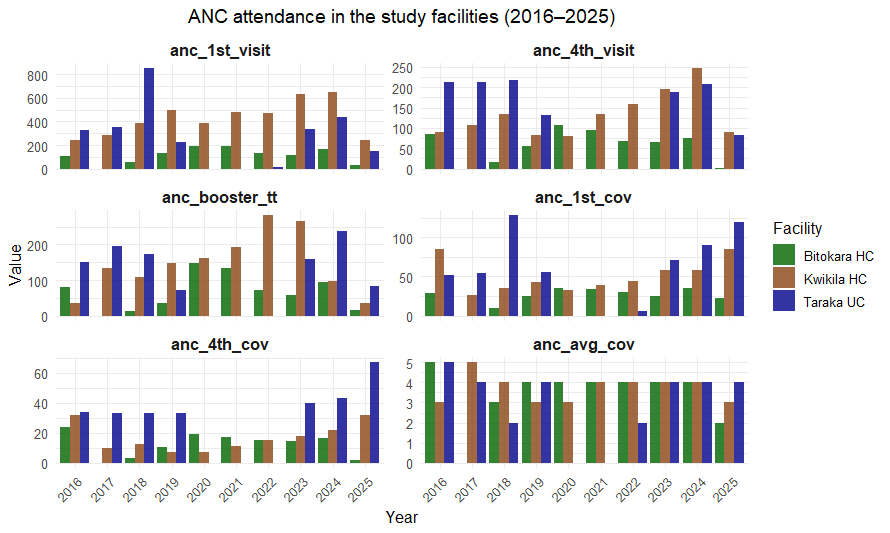 ANC attendance in the study facilities (2016–2025)
anc_1st_visit
anc_4th_visit
800
600
400
200
0
250
200
150
100
50
0
anc_booster_tt
anc_1st_cov
200
100
0
100
50
0
anc_4th_cov
anc_avg_cov
60
40
20
0
5
4
3
2
1
0
2016 2017 2018 2019 2020 2021 2022 2023 2024 2025
2016 2017 2018 2019 2020 2021 2022 2023 2024 2025
Value
Year
Facility
Bitokara HC
Kwikila HC
Taraka UC